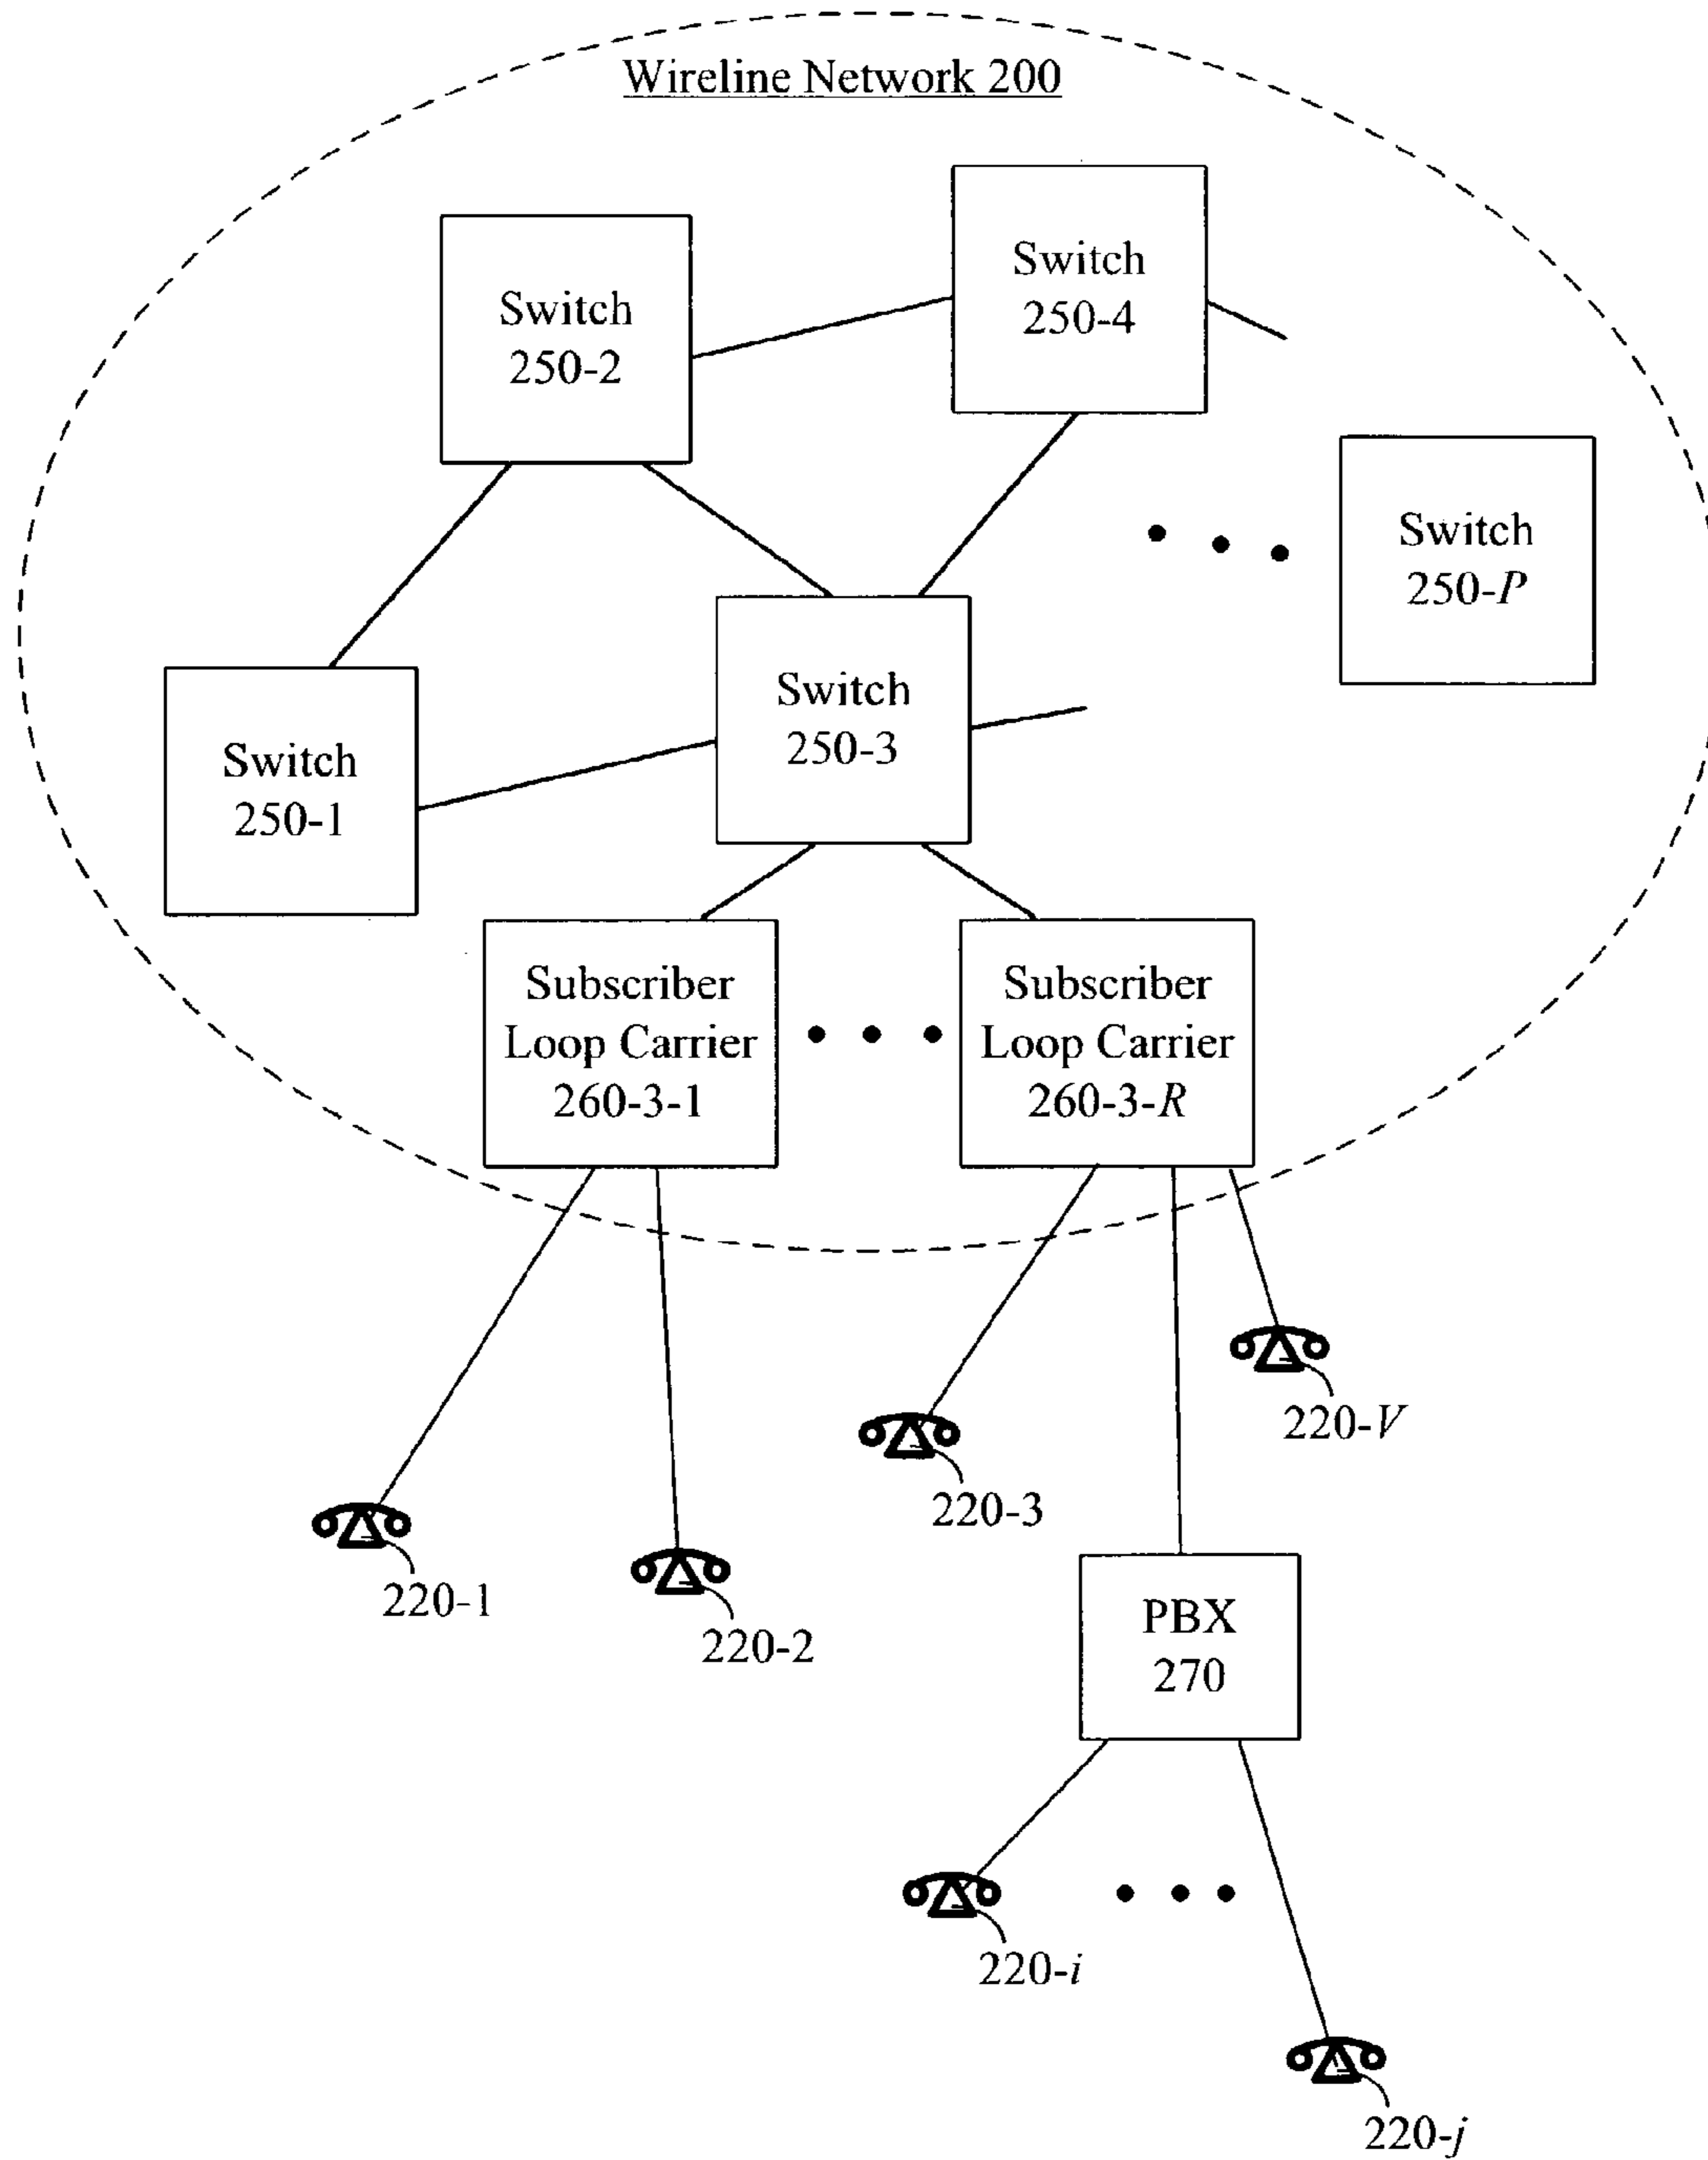 Wireline Network 200
Switch
250-4
Switch
250-2
Switch
250-P
Switch
250-3
Switch
250-1
Subscriber
Loop Carrier
260-3-1
Subscriber
Loop Carrier
260-3-R
220-V
220-3
220-1
220-2
PBX
270
220-i
220-j